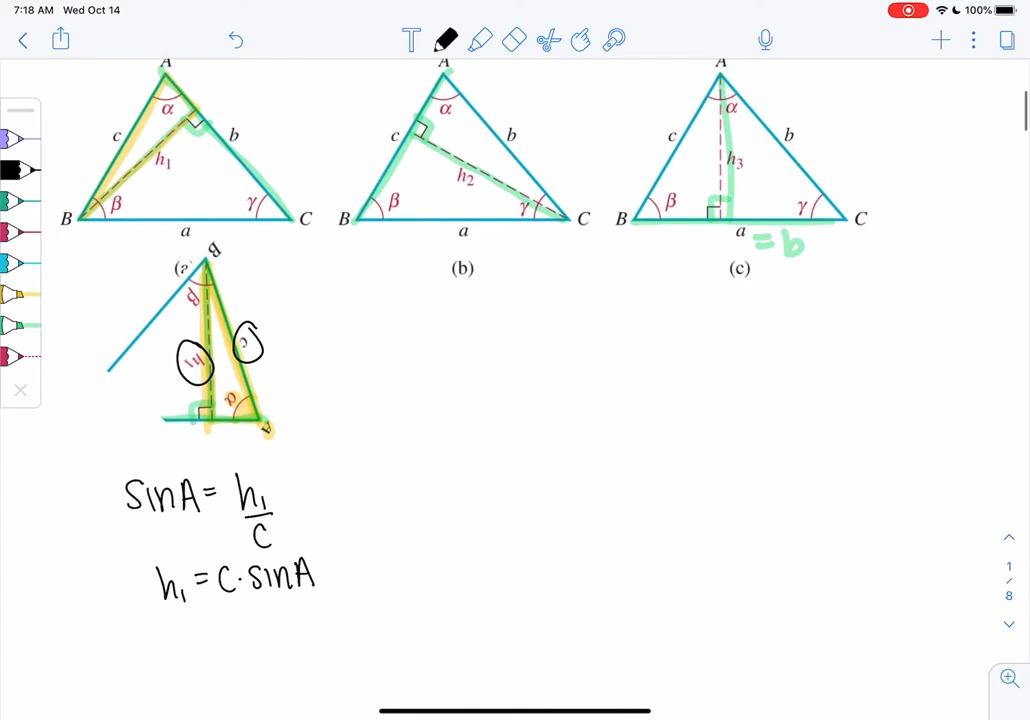 7:18 AM Wed Oct 14
100%
T
A
A
A
α
α
α
c
b
c
b
c
b
h₁
h₂
h₃
β
γ
β
γ
β
γ
B
C
B
C
B
C
a
a
a = b
(b)
(c)
B
β
h₁
c
α
A
sinA = h₁/c
h₁ = c·sinA
1
/
8